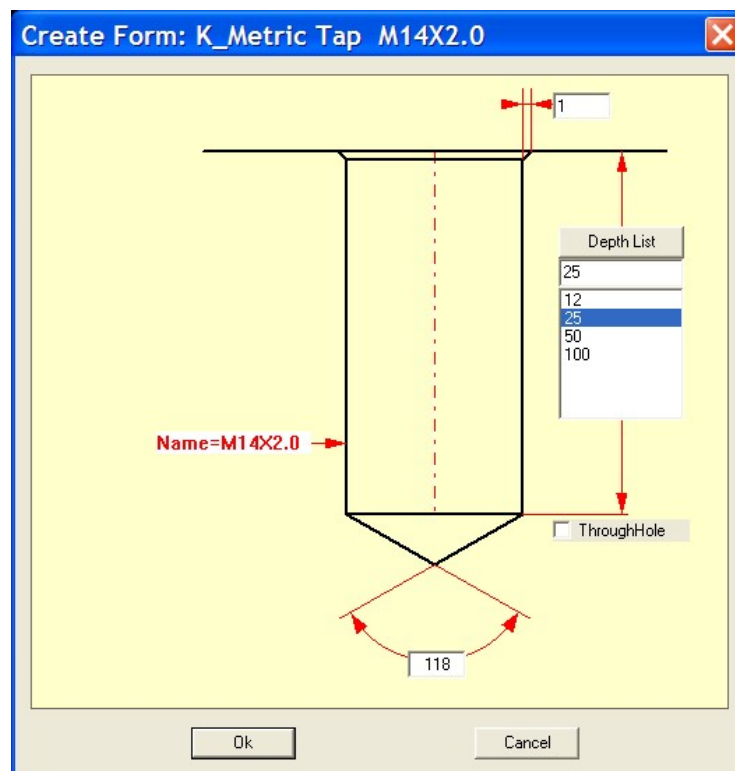 Create Form: K_Metric Tap M14X2.0
1
Depth List
25
12
25
50
100
Name=M14X2.0
ThroughHole
118
Ok
Cancel